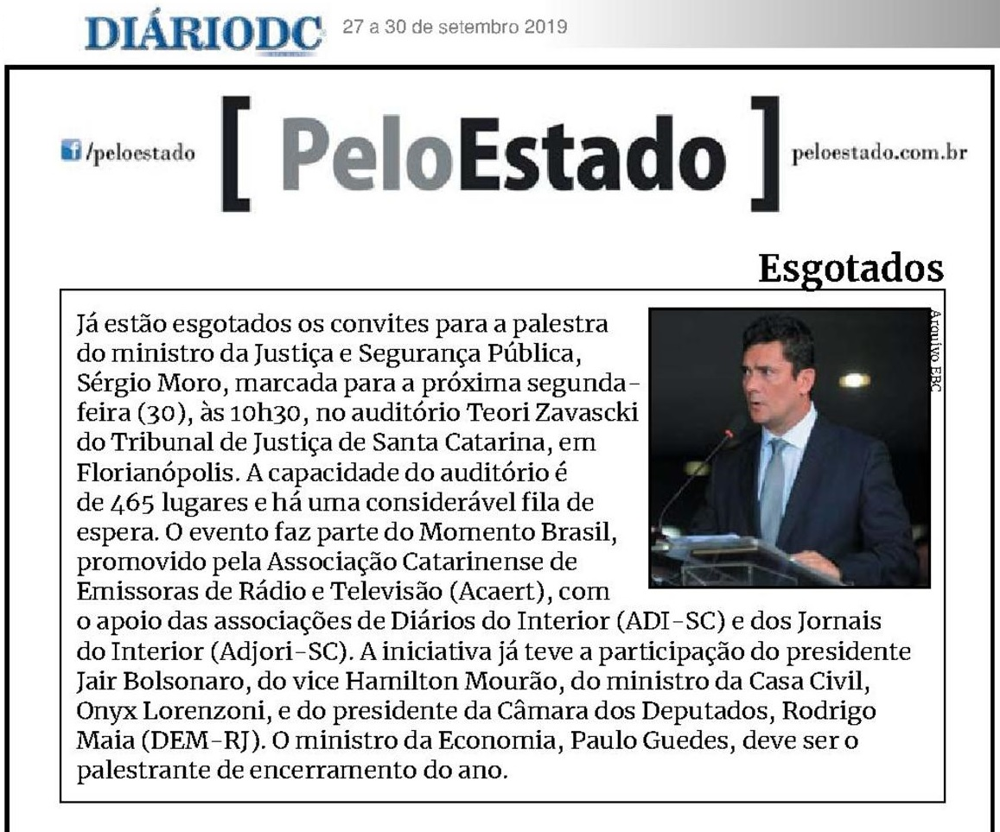 DIÁRIODC
27 a 30 de setembro 2019
/peloestado
[ PeloEstado ]
peloestado.com.br
Esgotados
Já estão esgotados os convites para a palestra
do ministro da Justiça e Segurança Pública,
Sérgio Moro, marcada para a próxima segunda-
feira (30), às 10h30, no auditório Teori Zavascki
do Tribunal de Justiça de Santa Catarina, em
Florianópolis. A capacidade do auditório é
de 465 lugares e há uma considerável fila de
espera. O evento faz parte do Momento Brasil,
promovido pela Associação Catarinense de
Emissoras de Rádio e Televisão (Acaert), com
o apoio das associações de Diários do Interior (ADI-SC) e dos Jornais
do Interior (Adjori-SC). A iniciativa já teve a participação do presidente
Jair Bolsonaro, do vice Hamilton Mourão, do ministro da Casa Civil,
Onyx Lorenzoni, e do presidente da Câmara dos Deputados, Rodrigo
Maia (DEM-RJ). O ministro da Economia, Paulo Guedes, deve ser o
palestrante de encerramento do ano.
Arquivo EBC